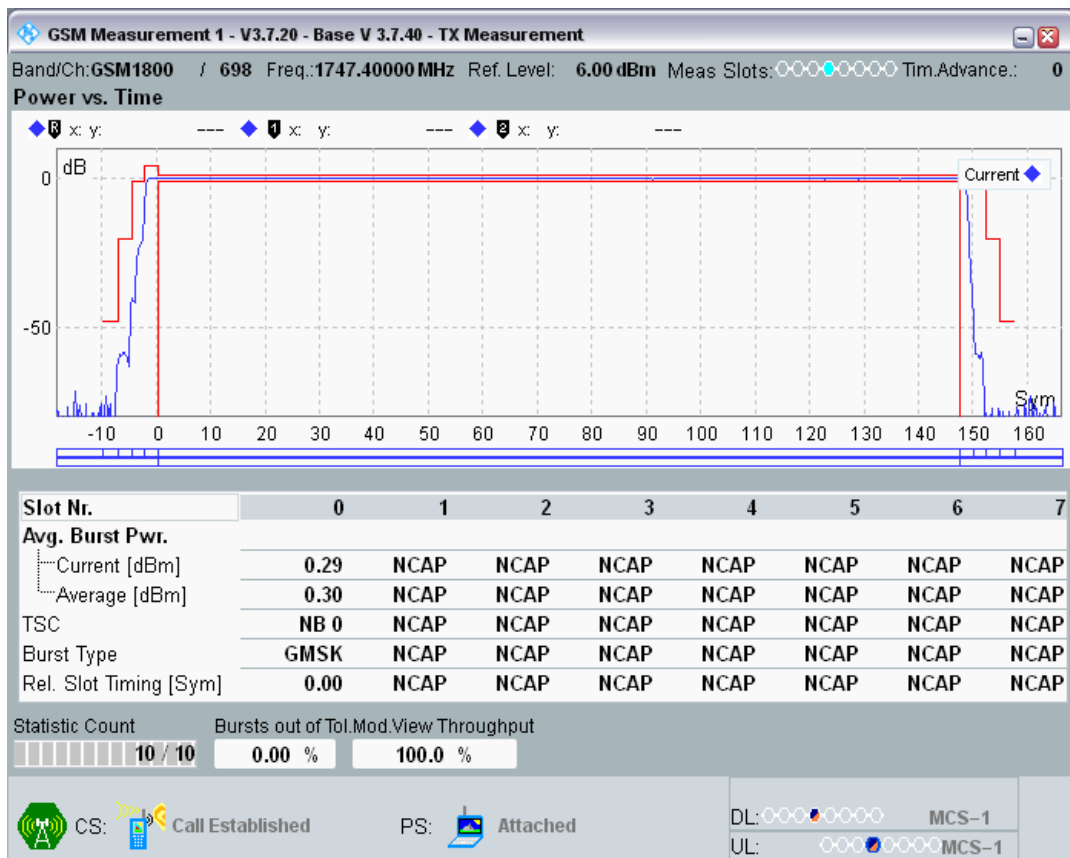 GSM Measurement 1 - V3.7.20 - Base V 3.7.40 - TX Measurement
Band/Ch:GSM1800 / 698 Freq.:1747.40000 MHz Ref. Level: 6.00 dBm Meas Slots: Tim.Advance.: 0
Power vs. Time
R x: y: --- 1 x: y: --- 2 x: y: ---
dB
0
Current
-50
Sym
-10 0 10 20 30 40 50 60 70 80 90 100 110 120 130 140 150 160
Slot Nr. 0 1 2 3 4 5 6 7
Avg. Burst Pwr.
Current [dBm] 0.29 NCAP NCAP NCAP NCAP NCAP NCAP NCAP
Average [dBm] 0.30 NCAP NCAP NCAP NCAP NCAP NCAP NCAP
TSC NB 0 NCAP NCAP NCAP NCAP NCAP NCAP NCAP
Burst Type GMSK NCAP NCAP NCAP NCAP NCAP NCAP NCAP
Rel. Slot Timing [Sym] 0.00 NCAP NCAP NCAP NCAP NCAP NCAP NCAP
Statistic Count Bursts out of Tol.Mod.View Throughput
10 / 10 0.00 % 100.0 %
CS: Call Established PS: Attached
DL: MCS-1
UL: MCS-1